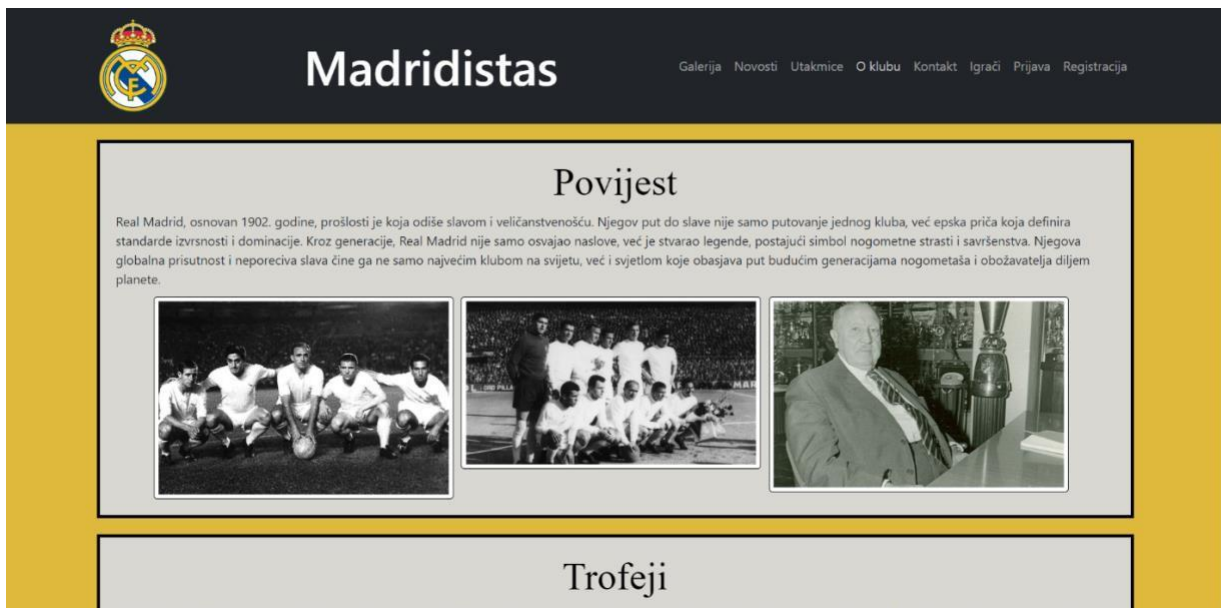 Madridistas
Galerija Novosti Utakmice O klubu Kontakt Igrači Prijava Registracija
Povijest
Real Madrid, osnovan 1902. godine, prošlosti je koja odiše slavom i veličanstvenošću. Njegov put do slave nije samo putovanje jednog kluba, već epska priča koja definira
standarde izvrsnosti i dominacije. Kroz generacije, Real Madrid nije samo osvajao naslove, već je stvarao legende, postajući simbol nogometne strasti i savršenstva. Njegova
globalna prisutnost i neporeciva slava čine ga ne samo najvećim klubom na svijetu, već i svjetlom koje obasjava put budućim generacijama nogometaša i obožavatelja diljem
planete.
Trofeji